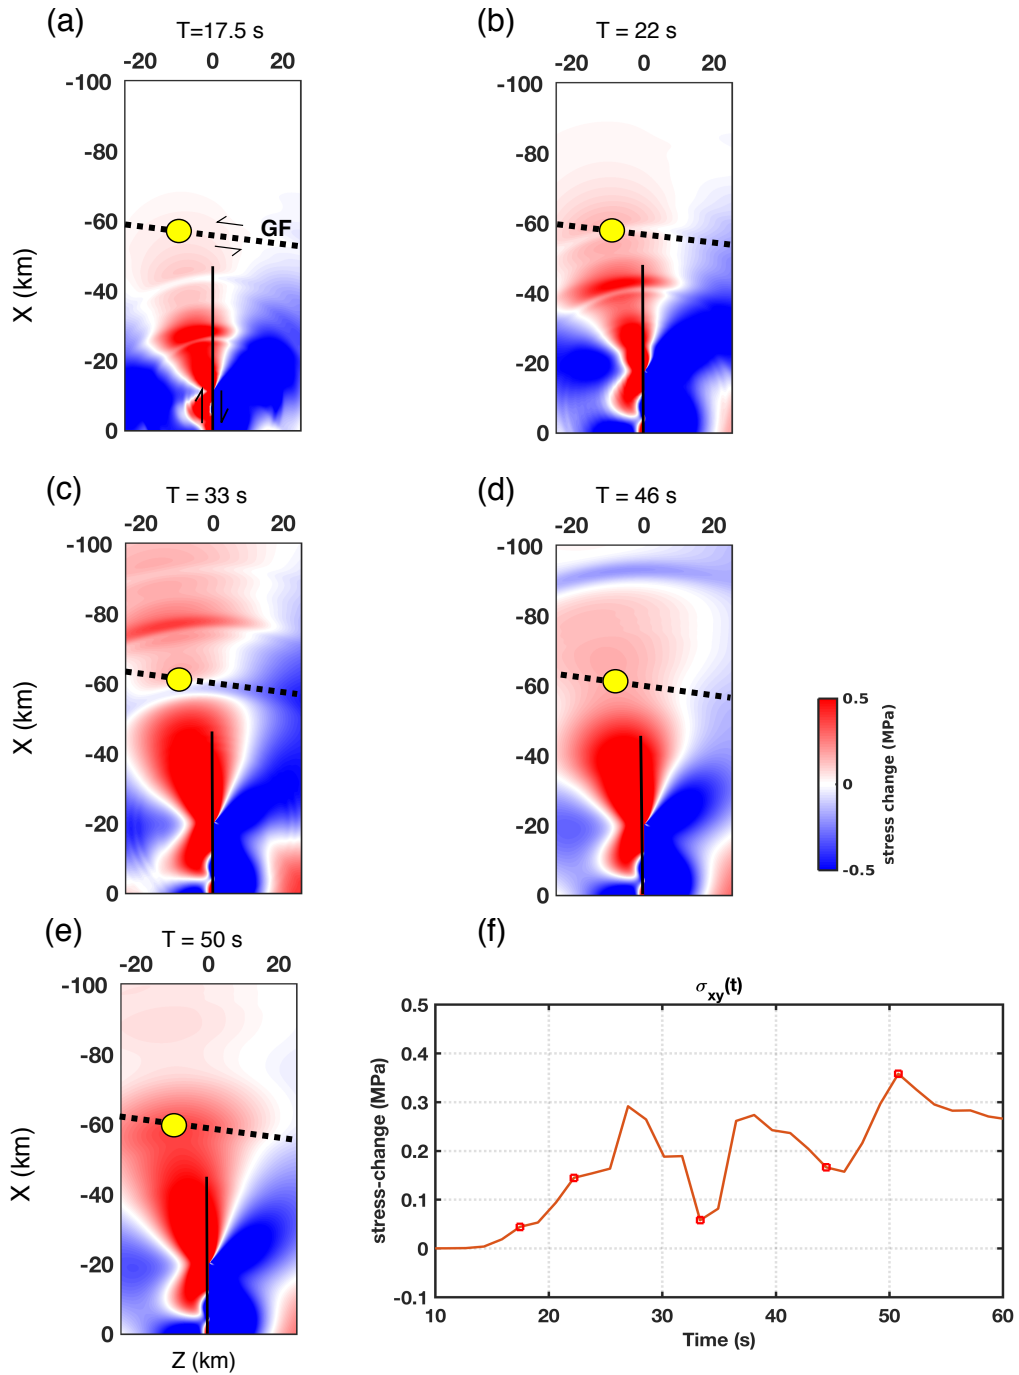 (a)
T=17.5 s
-20 0 20
-100
-80
-60
-40
-20
0
X (km)
GF
(b)
T = 22 s
-20 0 20
-100
-80
-60
-40
-20
0
(c)
T = 33 s
-20 0 20
-100
-80
-60
-40
-20
0
X (km)
(d)
T = 46 s
-20 0 20
-100
-80
-60
-40
-20
0
0.5
0
-0.5
stress change (MPa)
(e)
T = 50 s
-20 0 20
-100
-80
-60
-40
-20
0
X (km)
Z (km)
(f)
σxy(t)
0.5
0.4
0.3
0.2
0.1
0
-0.1
stress-change (MPa)
10 20 30 40 50 60
Time (s)